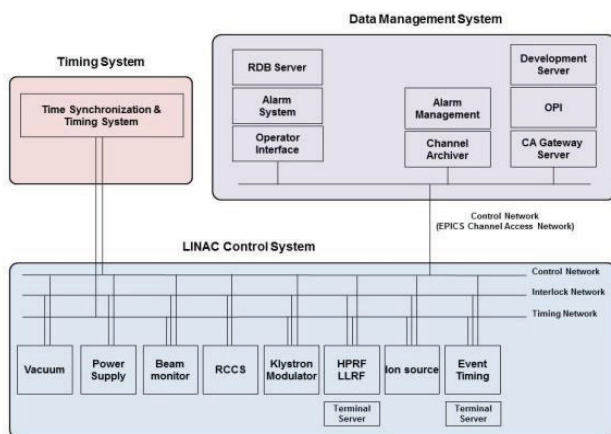 Data Management System
Timing System
Time Synchronization &
Timing System
RDB Server
Alarm
System
Operator
Interface
Alarm
Management
Channel
Archiver
Development
Server
OPI
CA Gateway
Server
Control Network
(EPICS Channel Access Network)
LINAC Control System
Control Network
Interlock Network
Timing Network
Vacuum
Power
Supply
Beam
monitor
RCCS
Klystron
Modulator
HPRF
LLRF
Ion source
Event
Timing
Terminal
Server
Terminal
Server